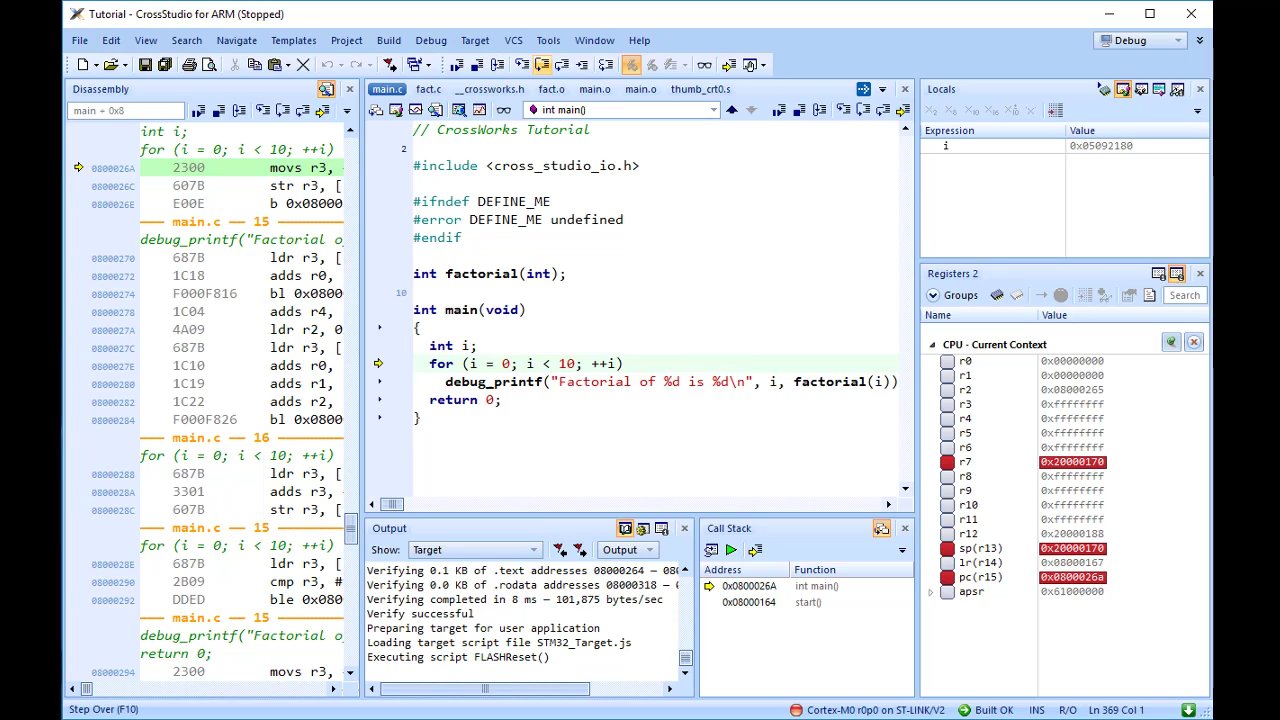 Tutorial - CrossStudio for ARM (Stopped)
File Edit View Search Navigate Templates Project Build Debug Target VCS Tools Window Help
Debug
Disassembly
main + 0x8
int i;
for (i = 0; i < 10; ++i)
0800026A 2300 movs r3,
0800026C 607B str r3, [
0800026E E00E b 0x0800
main.c — 15
debug_printf("Factorial o
08000270 687B ldr r3, [
08000272 1C18 adds r0,
08000274 F000F816 bl 0x0800
08000278 1C04 adds r4,
0800027A 4A09 ldr r2, 0
0800027C 687B ldr r3, [
0800027E 1C10 adds r0,
08000280 1C19 adds r1,
08000282 1C22 adds r2,
08000284 F000F826 bl 0x0800
main.c — 16
for (i = 0; i < 10; ++i)
08000288 687B ldr r3, [
0800028A 3301 adds r3,
0800028C 607B str r3, [
main.c — 15
for (i = 0; i < 10; ++i)
0800028E 687B ldr r3, [
08000290 2B09 cmp r3, #
08000292 DDED ble 0x080
main.c — 15
debug_printf("Factorial o
return 0;
08000294 2300 movs r3,
main.c fact.c __crossworks.h fact.o main.o main.o thumb_crt0.s
int main()
// CrossWorks Tutorial
2
#include <cross_studio_io.h>
#ifndef DEFINE_ME
#error DEFINE_ME undefined
#endif
int factorial(int);
10
int main(void)
{
int i;
for (i = 0; i < 10; ++i)
debug_printf("Factorial of %d is %d\n", i, factorial(i))
return 0;
}
Output
Show: Target Output
Verifying 0.1 KB of .text addresses 08000264 — 080
Verifying 0.0 KB of .rodata addresses 08000318 —
Verifying completed in 8 ms — 101,875 bytes/sec
Verify successful
Preparing target for user application
Loading target script file STM32_Target.js
Executing script FLASHReset()
Call Stack
Address Function
0x0800026A int main()
0x08000164 start()
Locals
Expression Value
i 0x05092180
Registers 2
Groups Search
Name Value
CPU - Current Context
r0 0x00000000
r1 0x00000000
r2 0x08000265
r3 0xffffffff
r4 0xffffffff
r5 0xffffffff
r6 0xffffffff
r7 0x20000170
r8 0xffffffff
r9 0xffffffff
r10 0xffffffff
r11 0xffffffff
r12 0x20000188
sp(r13) 0x20000170
lr(r14) 0x08000167
pc(r15) 0x0800026a
apsr 0x61000000
Step Over (F10)
Cortex-M0 r0p0 on ST-LINK/V2 Built OK INS R/O Ln 369 Col 1